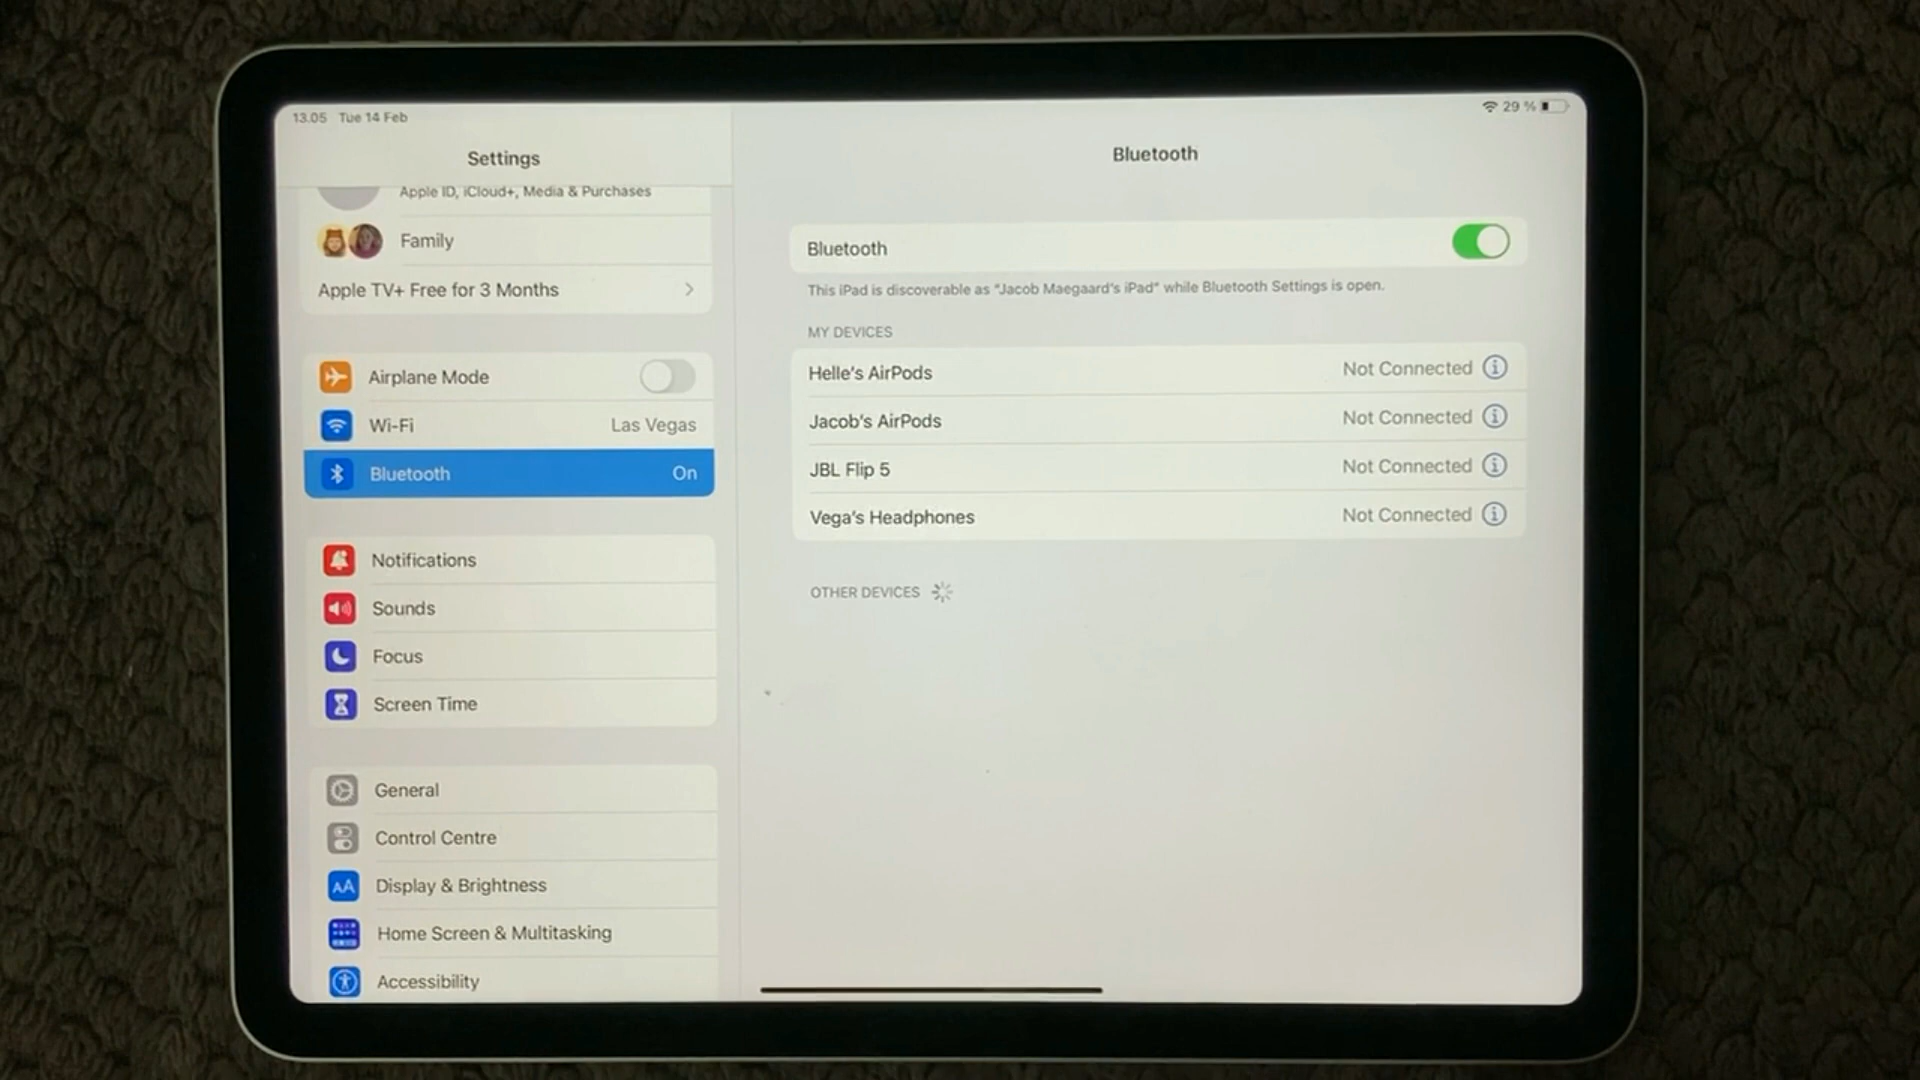 13.05 Tue 14 Feb
29 %
Settings
Apple ID, iCloud+, Media & Purchases
Family
Apple TV+ Free for 3 Months
Airplane Mode
Wi-Fi Las Vegas
Bluetooth On
Notifications
Sounds
Focus
Screen Time
General
Control Centre
AA Display & Brightness
Home Screen & Multitasking
Accessibility
Bluetooth
Bluetooth
This iPad is discoverable as "Jacob Maegaard's iPad" while Bluetooth Settings is open.
MY DEVICES
Helle's AirPods Not Connected i
Jacob's AirPods Not Connected i
JBL Flip 5 Not Connected i
Vega's Headphones Not Connected i
OTHER DEVICES